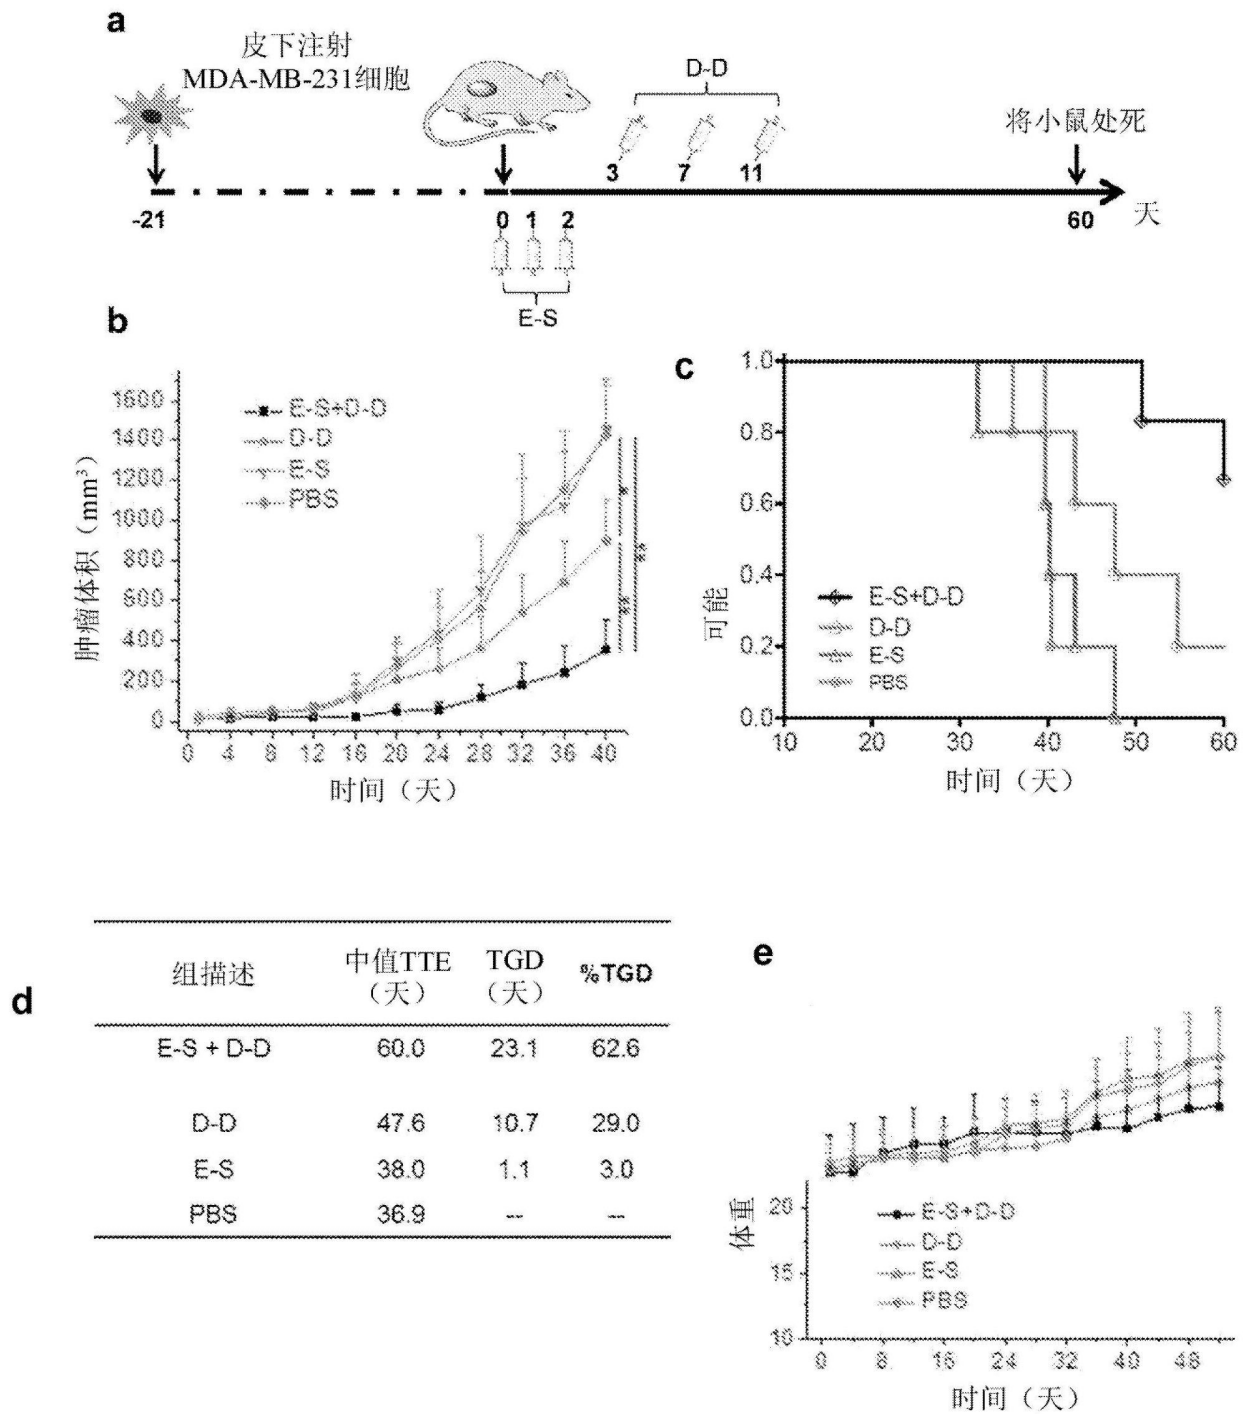 a
皮下注射
MDA-MB-231细胞
D-D
将小鼠处死
3 7 11
-21 0 1 2 60 天
E-S
b
肿瘤体积（mm³）
1600
1400
1200
1000
800
600
400
200
0
E-S+D-D
D-D
E-S
PBS
*
**
**
0 4 8 12 16 20 24 28 32 36 40
时间（天）
c
可能
1.0
0.8
0.6
0.4
0.2
0.0
E-S+D-D
D-D
E-S
PBS
10 20 30 40 50 60
时间（天）
d
组描述 中值TTE（天） TGD（天） %TGD
E-S + D-D 60.0 23.1 62.6
D-D 47.6 10.7 29.0
E-S 38.0 1.1 3.0
PBS 36.9 -- --
e
体重
20
15
10
E-S+D-D
D-D
E-S
PBS
0 8 16 24 32 40 48
时间（天）